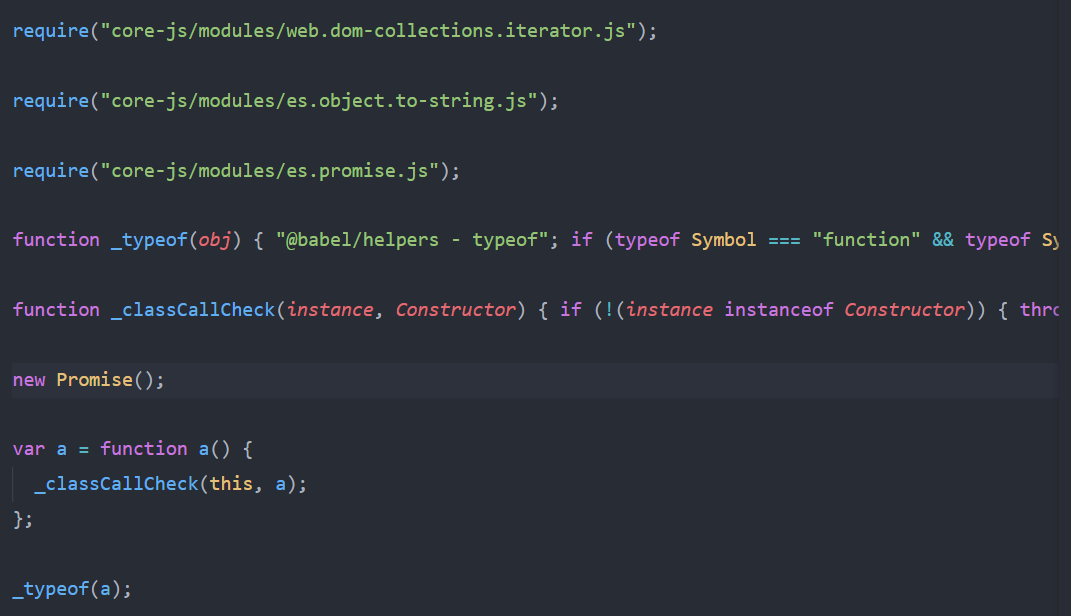 require("core-js/modules/web.dom-collections.iterator.js");
require("core-js/modules/es.object.to-string.js");
require("core-js/modules/es.promise.js");
function _typeof(obj) { "@babel/helpers - typeof"; if (typeof Symbol === "function" && typeof Sy
function _classCallCheck(instance, Constructor) { if (!(instance instanceof Constructor)) { thro
new Promise();
var a = function a() {
  _classCallCheck(this, a);
};
_typeof(a);